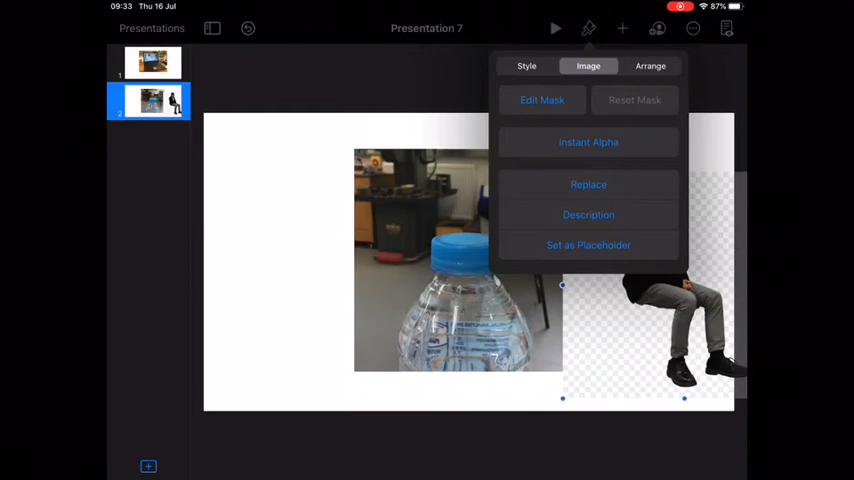 09:33 Thu 16 Jul
87%
Presentations
Presentation 7
Style Image Arrange
Edit Mask Reset Mask
Instant Alpha
Replace
Description
Set as Placeholder
1
2